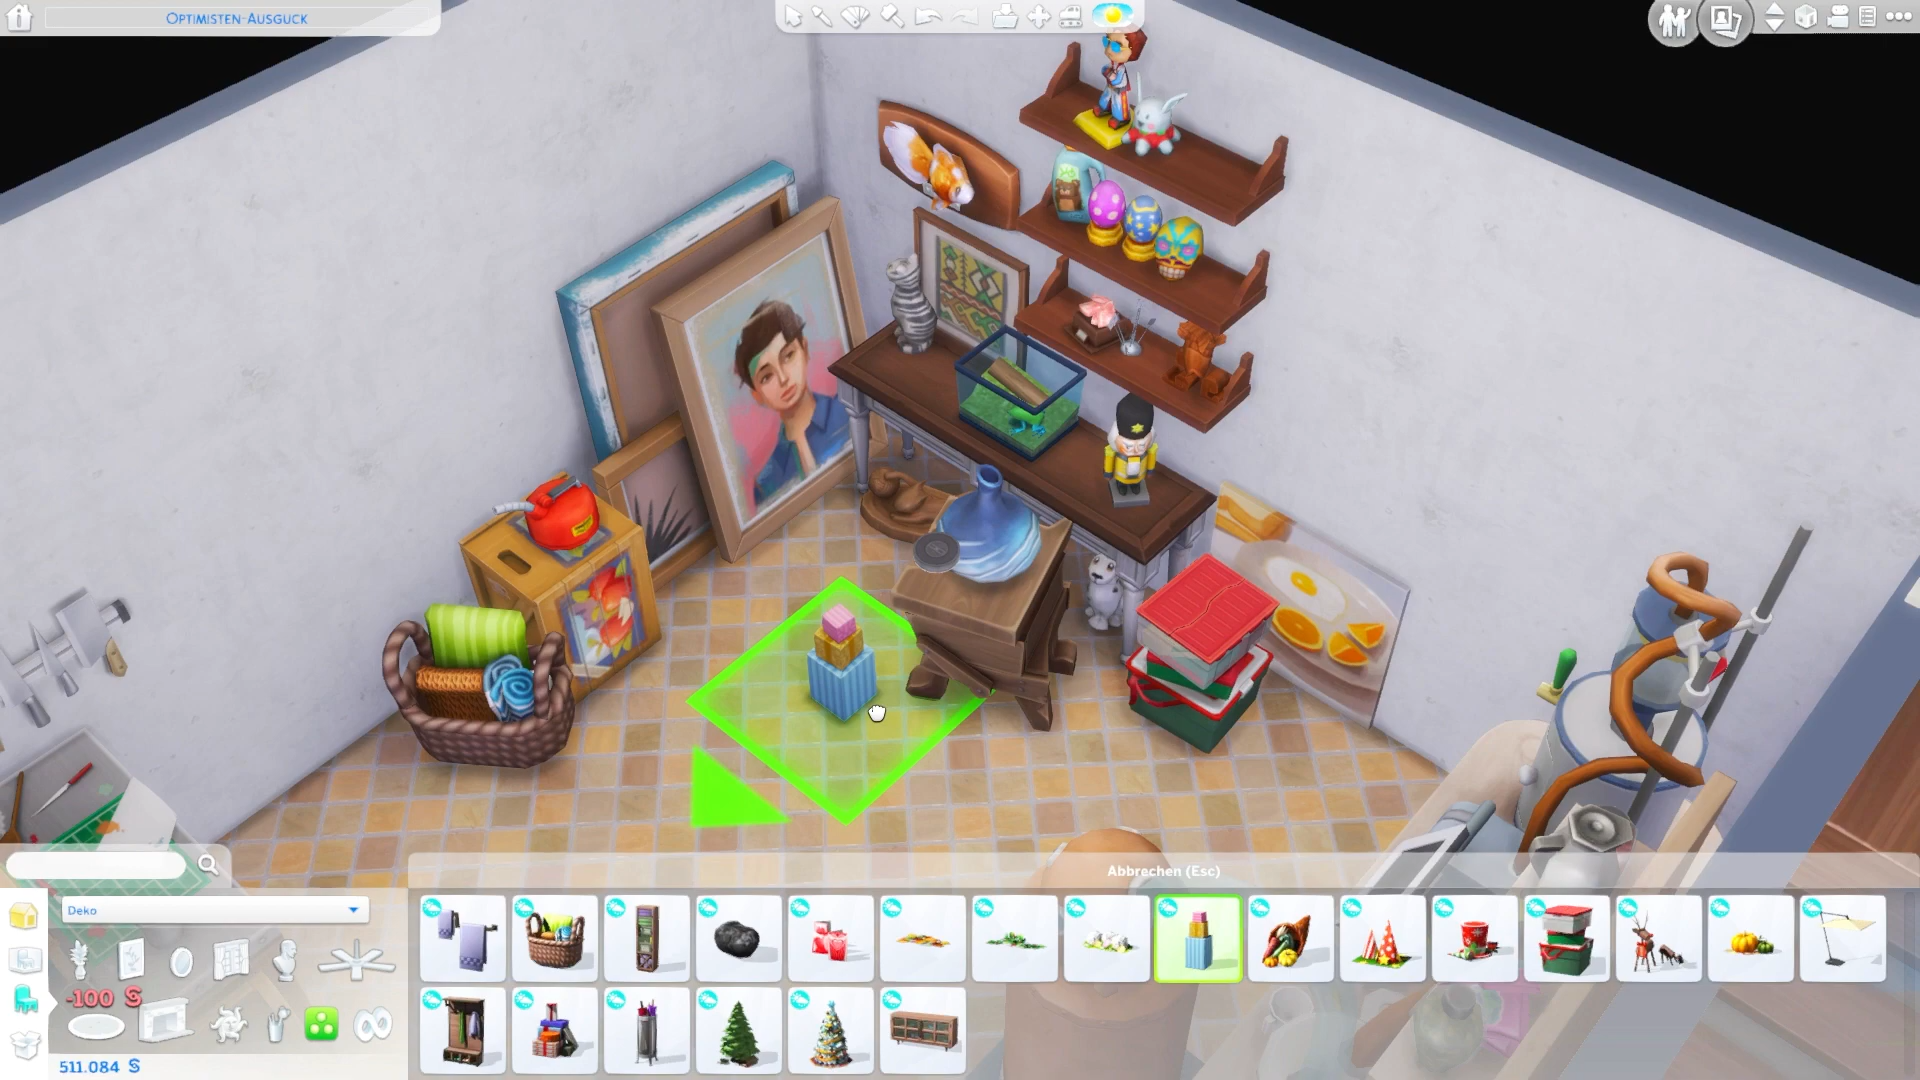 Optimisten-Ausguck
Abbrechen (Esc)
Deko
-100 S
511.084 S